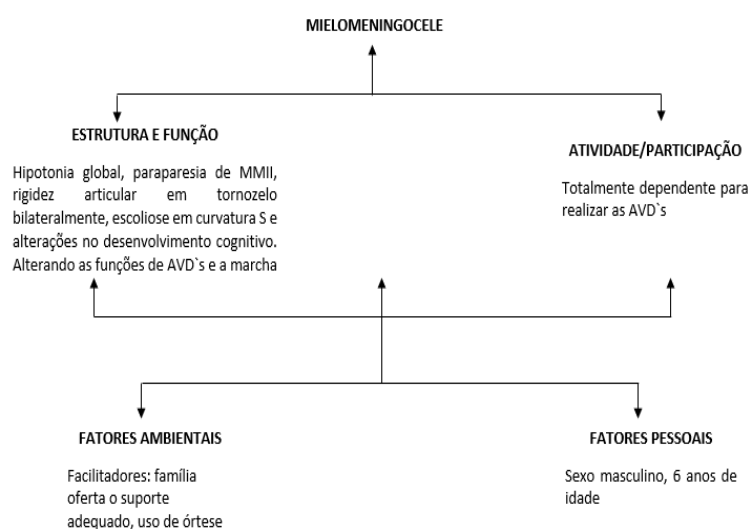 MIELOMENINGOCELE
ESTRUTURA E FUNÇÃO
Hipotonia global, paraparesia de MMII,
rigidez articular em tornozelo
bilateralmente, escoliose em curvatura S e
alterações no desenvolvimento cognitivo.
Alterando as funções de AVD`s e a marcha
ATIVIDADE/PARTICIPAÇÃO
Totalmente dependente para
realizar as AVD`s
FATORES AMBIENTAIS
Facilitadores: família
oferta o suporte
adequado, uso de órtese
FATORES PESSOAIS
Sexo masculino, 6 anos de
idade